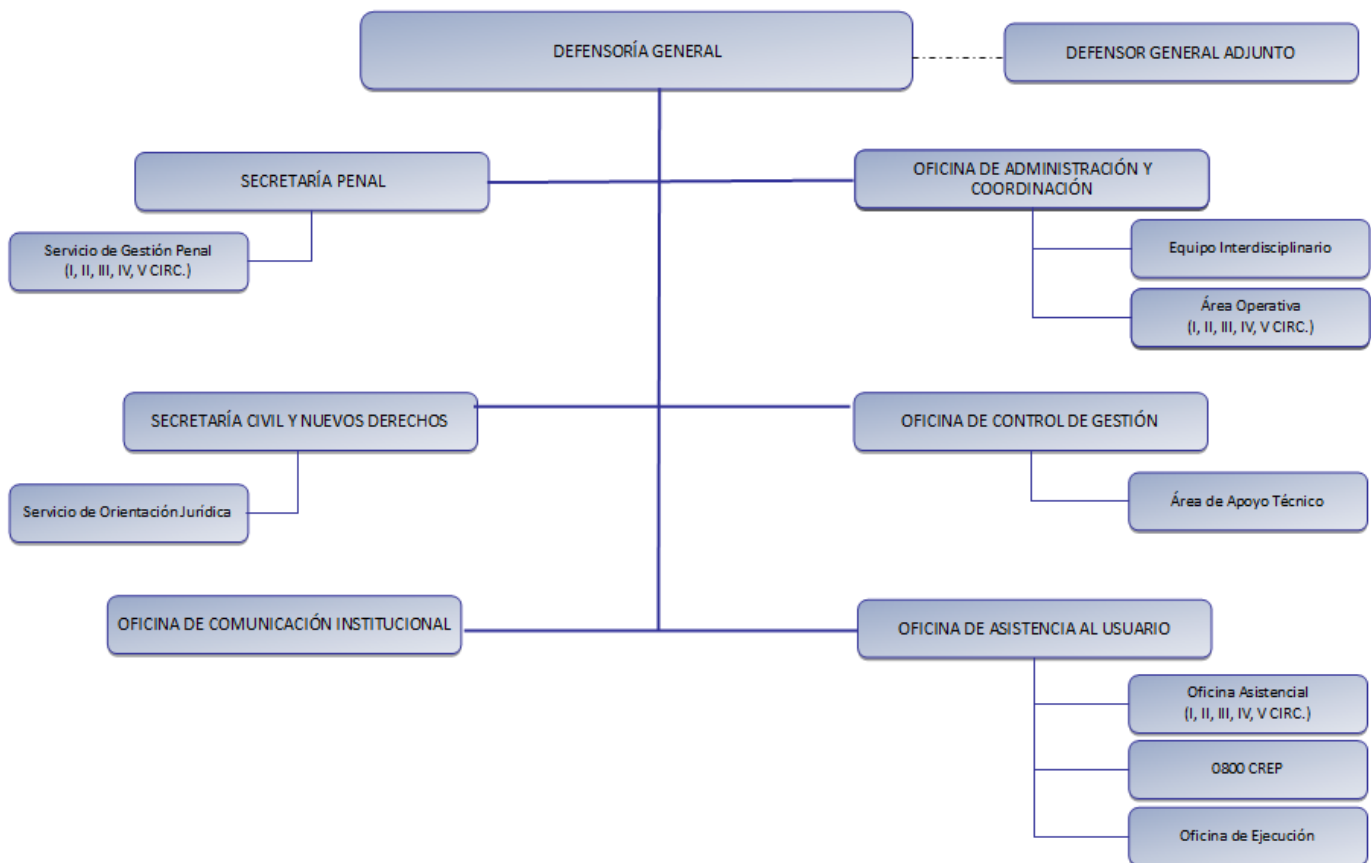 DEFENSORÍA GENERAL
DEFENSOR GENERAL ADJUNTO
SECRETARÍA PENAL
OFICINA DE ADMINISTRACIÓN Y
COORDINACIÓN
Servicio de Gestión Penal
(I, II, III, IV, V CIRC.)
Equipo Interdisciplinario
Área Operativa
(I, II, III, IV, V CIRC.)
SECRETARÍA CIVIL Y NUEVOS DERECHOS
OFICINA DE CONTROL DE GESTIÓN
Servicio de Orientación Jurídica
Área de Apoyo Técnico
OFICINA DE COMUNICACIÓN INSTITUCIONAL
OFICINA DE ASISTENCIA AL USUARIO
Oficina Asistencial
(I, II, III, IV, V CIRC.)
0800 CREP
Oficina de Ejecución